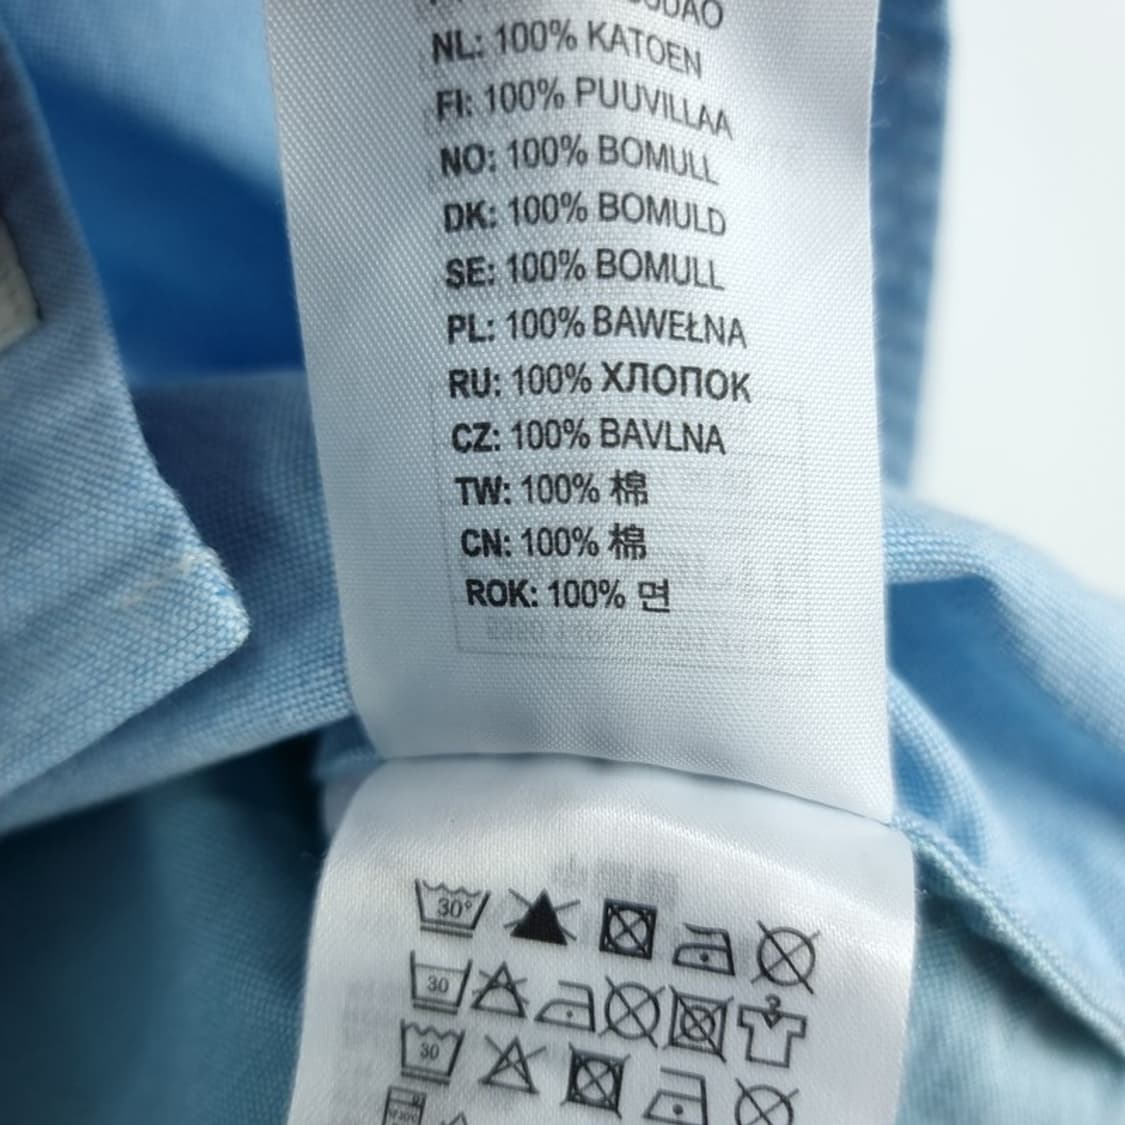 NL: 100% KATOEN
FI: 100% PUUVILLAA
NO: 100% BOMULL
DK: 100% BOMULD
SE: 100% BOMULL
PL: 100% BAWEŁNA
RU: 100% ХЛОПОК
CZ: 100% BAVLNA
TW: 100% 棉
CN: 100% 棉
ROK: 100% 면
30°
30
30